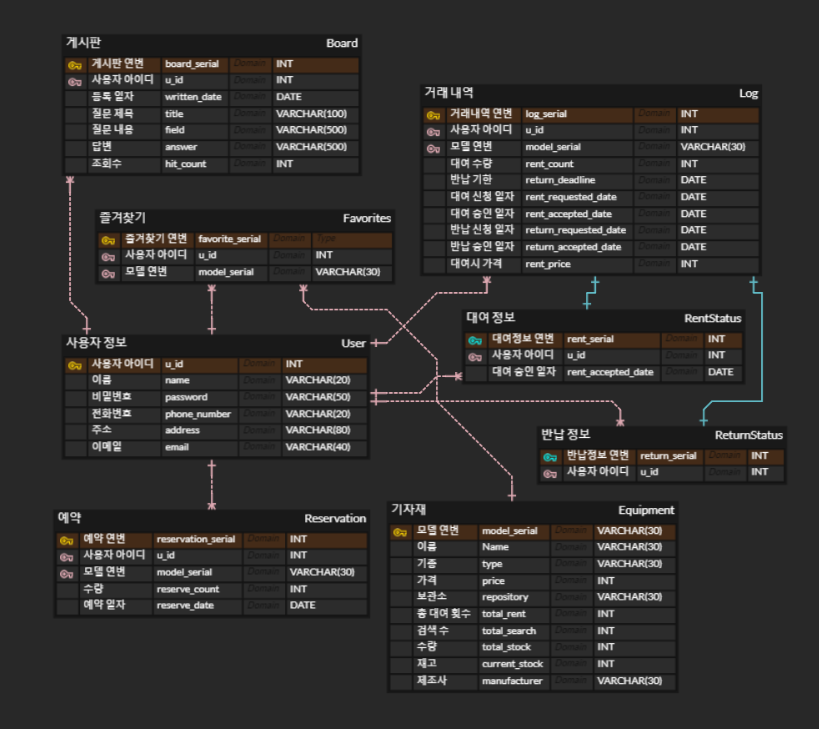 게시판 Board
게시판 연번 board_serial Domain INT
사용자 아이디 u_id Domain INT
등록 일자 written_date Domain DATE
질문 제목 title Domain VARCHAR(100)
질문 내용 field Domain VARCHAR(500)
답변 answer Domain VARCHAR(500)
조회수 hit_count Domain INT
거래 내역 Log
거래내역 연번 log_serial Domain INT
사용자 아이디 u_id Domain INT
모델 연번 model_serial Domain VARCHAR(30)
대여 수량 rent_count Domain INT
반납 기한 return_deadline Domain DATE
대여 신청 일자 rent_requested_date Domain DATE
대여 승인 일자 rent_accepted_date Domain DATE
반납 신청 일자 return_requested_date Domain DATE
반납 승인 일자 return_accepted_date Domain DATE
대여시 가격 rent_price Domain INT
즐겨찾기 Favorites
즐겨찾기 연번 favorite_serial Domain Type
사용자 아이디 u_id Domain INT
모델 연번 model_serial Domain VARCHAR(30)
대여 정보 RentStatus
대여정보 연번 rent_serial Domain INT
사용자 아이디 u_id Domain INT
대여 승인 일자 rent_accepted_date Domain DATE
사용자 정보 User
사용자 아이디 u_id Domain INT
이름 name Domain VARCHAR(20)
비밀번호 password Domain VARCHAR(50)
전화번호 phone_number Domain VARCHAR(20)
주소 address Domain VARCHAR(80)
이메일 email Domain VARCHAR(40)
반납 정보 ReturnStatus
반납정보 연번 return_serial Domain INT
사용자 아이디 u_id Domain INT
예약 Reservation
예약 연번 reservation_serial Domain INT
사용자 아이디 u_id Domain INT
모델 연번 model_serial Domain VARCHAR(30)
수량 reserve_count Domain INT
예약 일자 reserve_date Domain DATE
기자재 Equipment
모델 연번 model_serial Domain VARCHAR(30)
이름 Name Domain VARCHAR(30)
기종 type Domain VARCHAR(30)
가격 price Domain INT
보관소 repository Domain VARCHAR(30)
총 대여 횟수 total_rent Domain INT
검색 수 total_search Domain INT
수량 total_stock Domain INT
재고 current_stock Domain INT
제조사 manufacturer Domain VARCHAR(30)